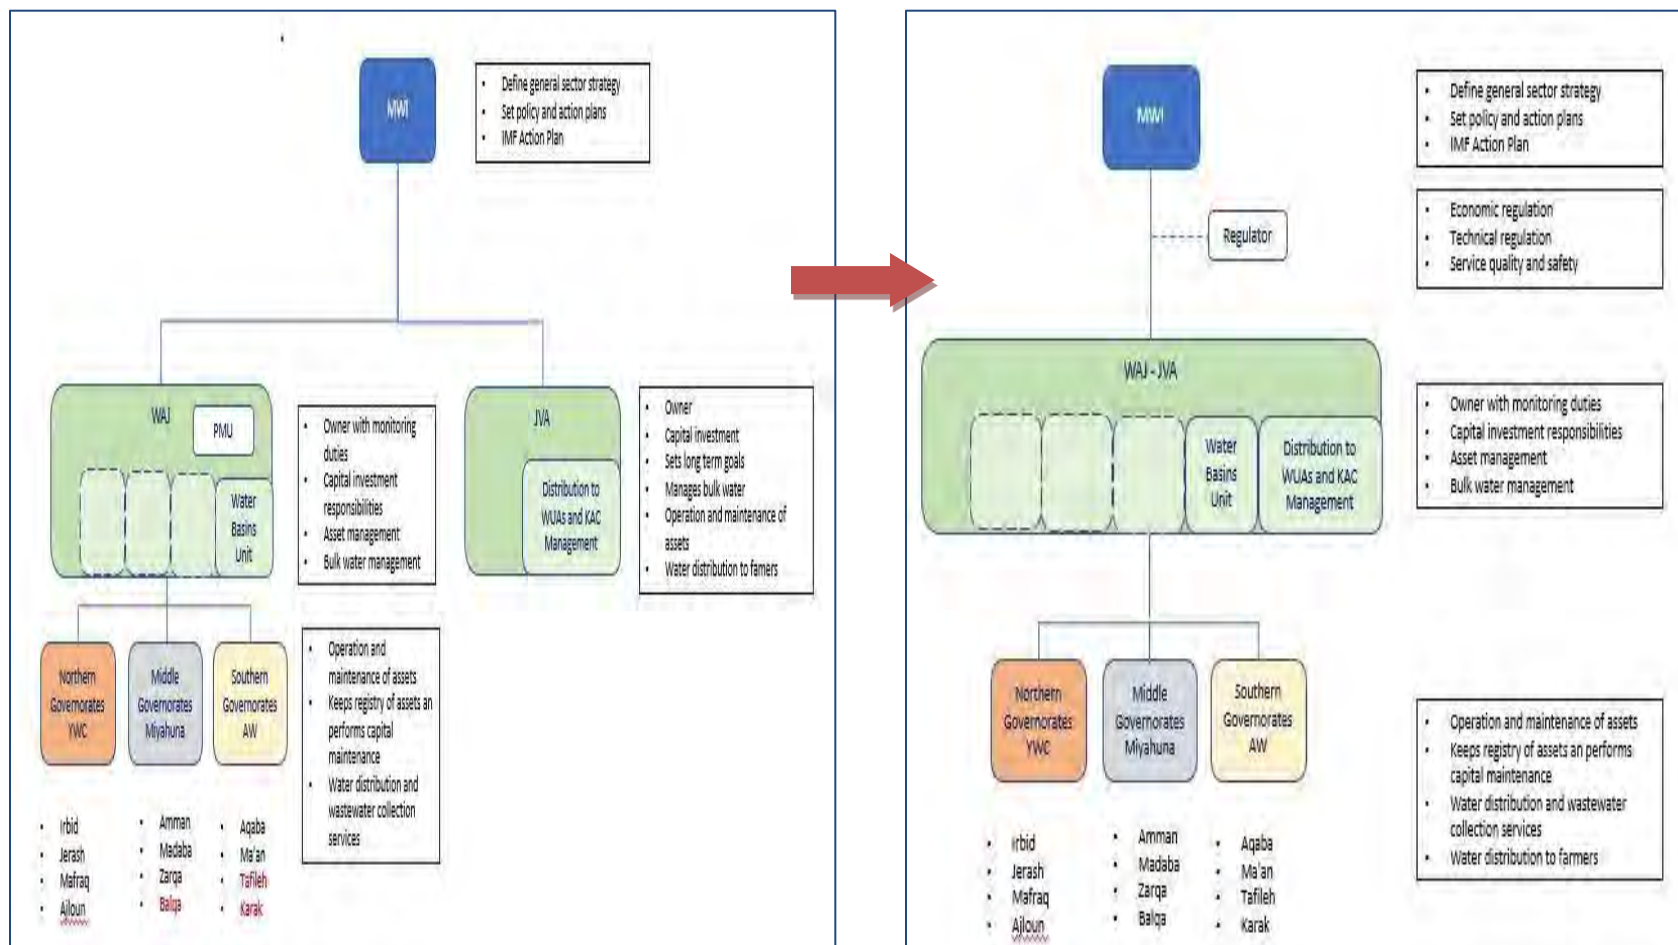 MWI
• Define general sector strategy
• Set policy and action plans
• IMF Action Plan
WAJ
PMU
Water
Basins
Unit
• Owner with monitoring
duties
• Capital investment
responsibilities
• Asset management
• Bulk water management
JVA
Distribution to
WUAs and KAC
Management
• Owner
• Capital investment
• Sets long term goals
• Manages bulk water
• Operation and maintenance of
assets
• Water distribution to famers
Northern
Governorates
YWC
Middle
Governorates
Miyahuna
Southern
Governorates
AW
• Operation and
maintenance of assets
• Keeps registry of assets an
performs capital
maintenance
• Water distribution and
wastewater collection
services
• Irbid
• Jerash
• Mafraq
• Ajloun
• Amman
• Madaba
• Zarqa
• Balqa
• Aqaba
• Ma'an
• Tafileh
• Karak
MWI
• Define general sector strategy
• Set policy and action plans
• IMF Action Plan
Regulator
• Economic regulation
• Technical regulation
• Service quality and safety
WAJ - JVA
Water
Basins
Unit
Distribution to
WUAs and KAC
Management
• Owner with monitoring duties
• Capital investment responsibilities
• Asset management
• Bulk water management
Northern
Governorates
YWC
Middle
Governorates
Miyahuna
Southern
Governorates
AW
• Operation and maintenance of assets
• Keeps registry of assets an performs
capital maintenance
• Water distribution and wastewater
collection services
• Water distribution to farmers
• Irbid
• Jerash
• Mafraq
• Ajloun
• Amman
• Madaba
• Zarqa
• Balqa
• Aqaba
• Ma'an
• Tafileh
• Karak